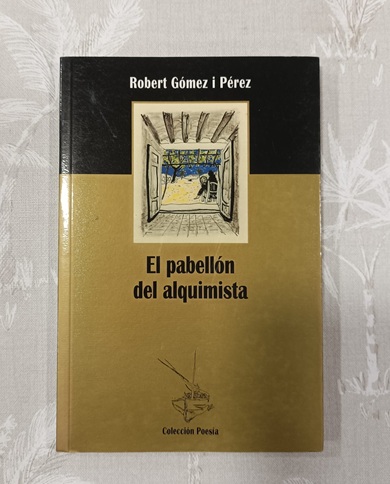 Robert Gómez i Pérez
El pabellón
del alquimista
Colección Poesía